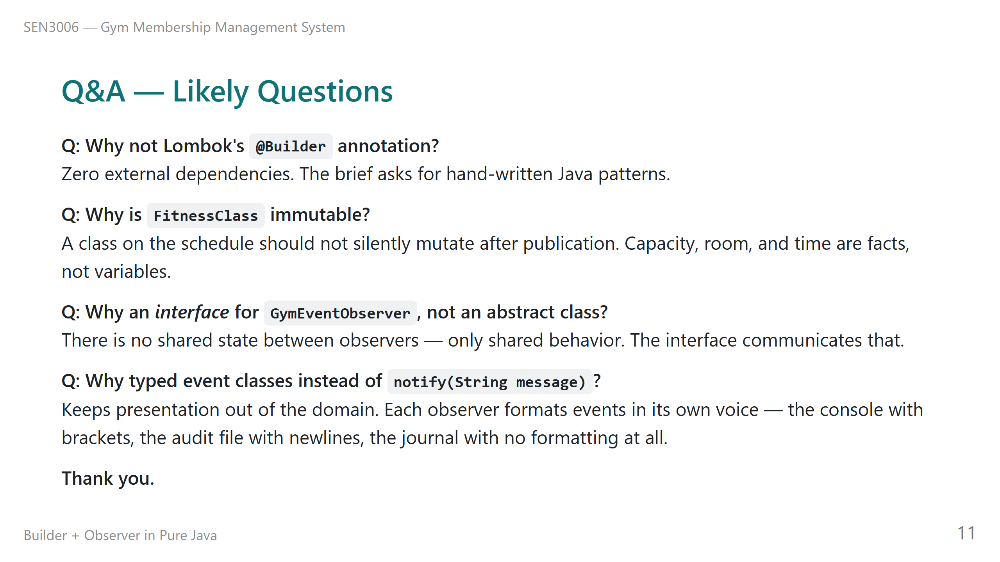 SEN3006 — Gym Membership Management System
Q&A — Likely Questions
Q: Why not Lombok's @Builder annotation?
Zero external dependencies. The brief asks for hand-written Java patterns.
Q: Why is FitnessClass immutable?
A class on the schedule should not silently mutate after publication. Capacity, room, and time are facts,
not variables.
Q: Why an interface for GymEventObserver, not an abstract class?
There is no shared state between observers — only shared behavior. The interface communicates that.
Q: Why typed event classes instead of notify(String message)?
Keeps presentation out of the domain. Each observer formats events in its own voice — the console with
brackets, the audit file with newlines, the journal with no formatting at all.
Thank you.
Builder + Observer in Pure Java
11